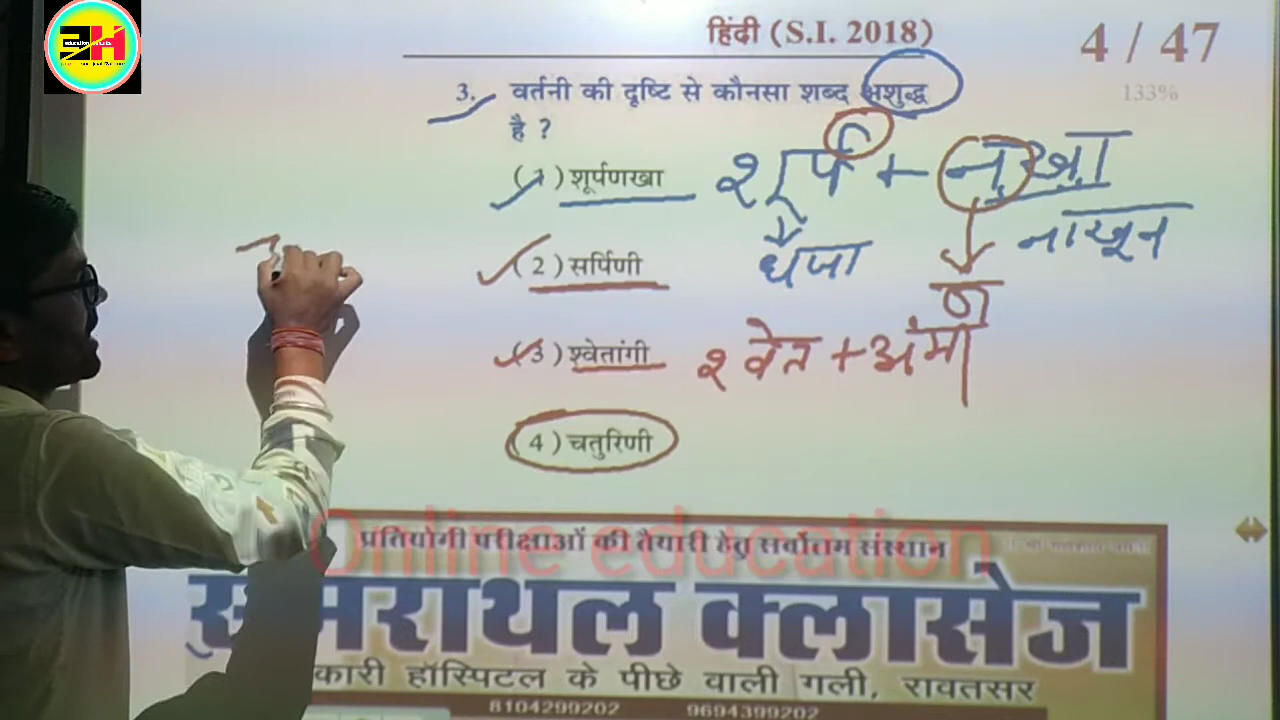 हिंदी (S.I. 2018)
4 / 47
133%
3. वर्तनी की दृष्टि से कौनसा शब्द अशुद्ध
है ?
(1) शूर्पणखा
शूर्प + नखा
धैजा
नाखून
ण
(2) सर्पिणी
(3) श्वेतांगी
श्वेत + अंगी
(4) चतुरिणी
Online education
प्रतियोगी परीक्षाओं की तैयारी हेतु सर्वोतम संस्थान
समराथल क्लासेज
कारी हॉस्पिटल के पीछे वाली गली, रावतसर
8104299202 9694399202